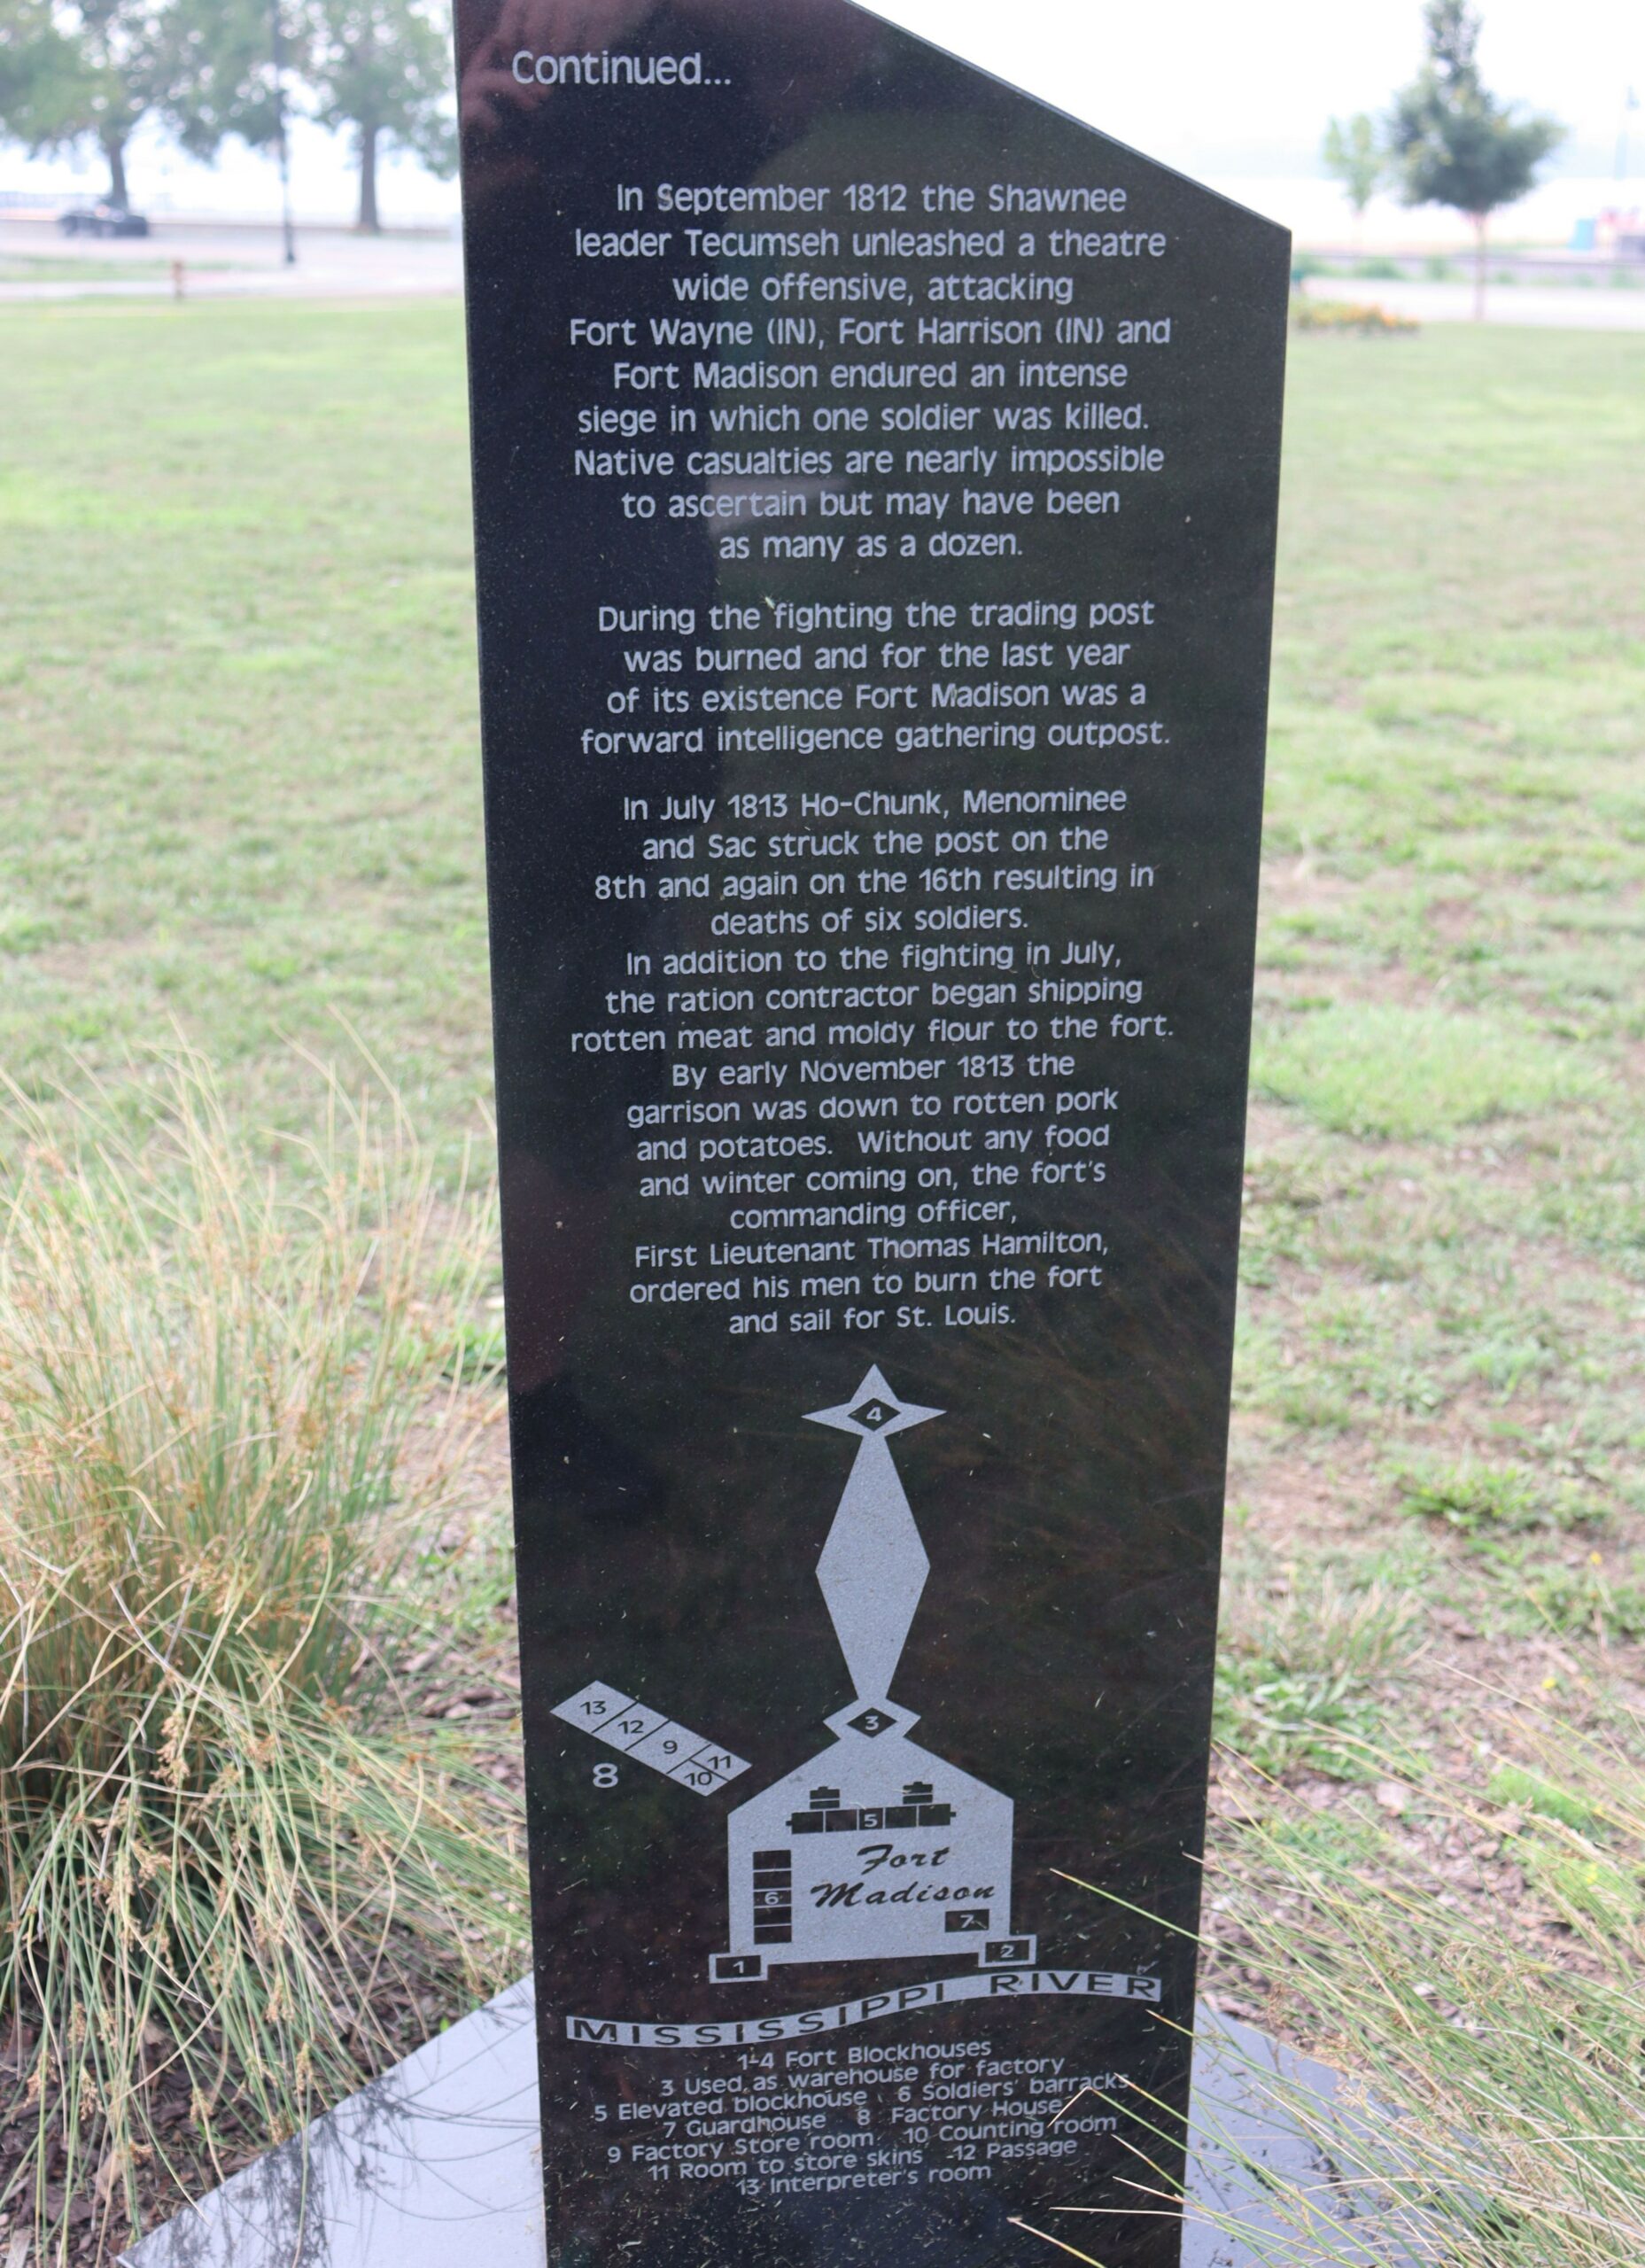 Continued...
In September 1812 the Shawnee
leader Tecumseh unleashed a theatre
wide offensive, attacking
Fort Wayne (IN), Fort Harrison (IN) and
Fort Madison endured an intense
siege in which one soldier was killed.
Native casualties are nearly impossible
to ascertain but may have been
as many as a dozen.
During the fighting the trading post
was burned and for the last year
of its existence Fort Madison was a
forward intelligence gathering outpost.
In July 1813 Ho-Chunk, Menominee
and Sac struck the post on the
8th and again on the 16th resulting in
deaths of six soldiers.
In addition to the fighting in July,
the ration contractor began shipping
rotten meat and moldy flour to the fort.
By early November 1813 the
garrison was down to rotten pork
and potatoes. Without any food
and winter coming on, the fort's
commanding officer,
First Lieutenant Thomas Hamilton,
ordered his men to burn the fort
and sail for St. Louis.
4
3
13
12
9
11
10
8
5
Fort
Madison
6
7
1
2
MISSISSIPPI RIVER
1-4 Fort Blockhouses
3 Used as warehouse for factory
5 Elevated blockhouse 6 Soldiers' barracks
7 Guardhouse 8 Factory House
9 Factory Store room 10 Counting room
11 Room to store skins 12 Passage
13 Interpreter's room